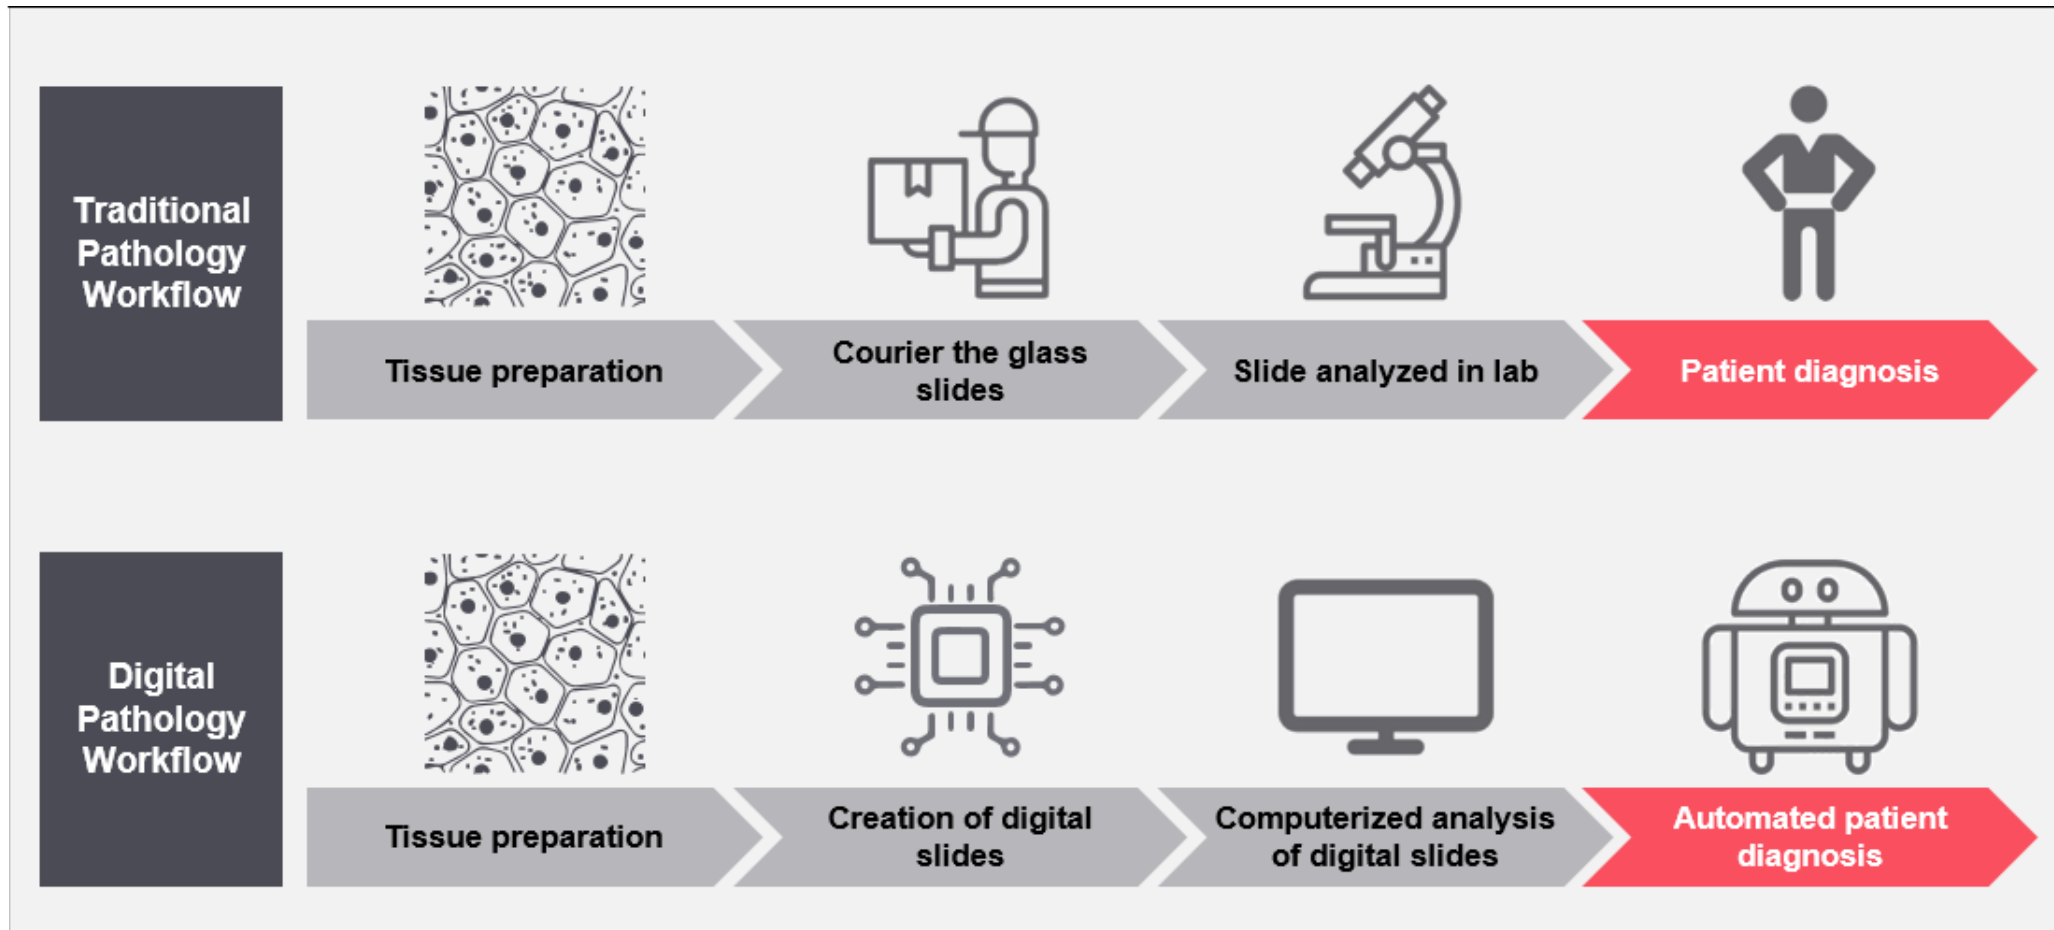 Traditional
Pathology
Workflow
Tissue preparation
Courier the glass
slides
Slide analyzed in lab
Patient diagnosis
Digital
Pathology
Workflow
Tissue preparation
Creation of digital
slides
Computerized analysis
of digital slides
Automated patient
diagnosis